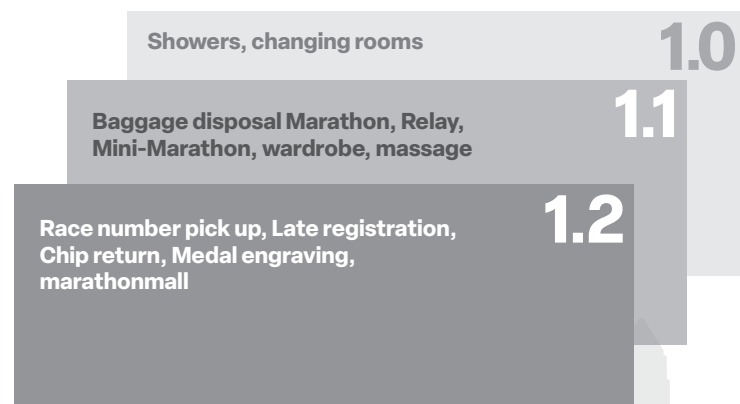 Showers, changing rooms
1.0
Baggage disposal Marathon, Relay,
Mini-Marathon, wardrobe, massage
1.1
Race number pick up, Late registration,
Chip return, Medal engraving,
marathonmall
1.2